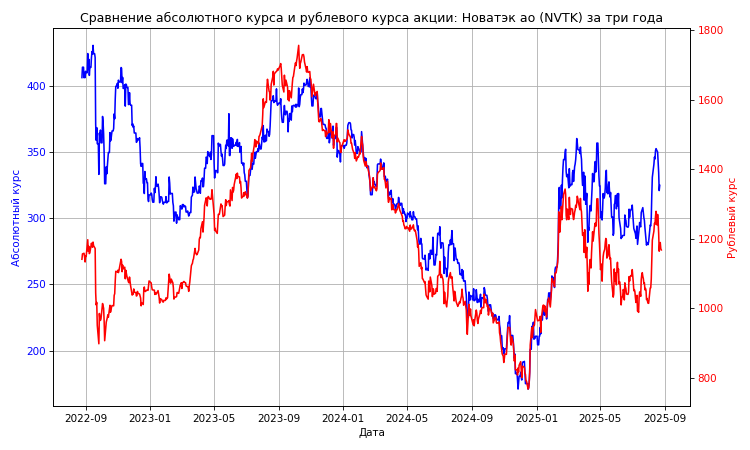 Сравнение абсолютного курса и рублевого курса акции: Новатэк ао (NVTK) за три года
Абсолютный курс
400
350
300
250
200
1800
1600
1400
1200
1000
800
Рублевый курс
2022-09 2023-01 2023-05 2023-09 2024-01 2024-05 2024-09 2025-01 2025-05 2025-09
Дата